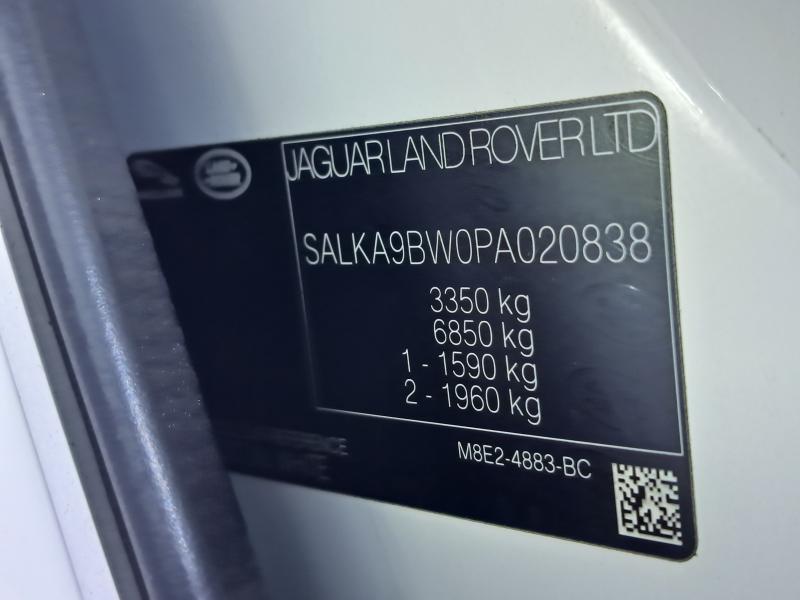 JAGUAR LAND ROVER LTD
SALKA9BW0PA020838
3350 kg
6850 kg
1 - 1590 kg
2 - 1960 kg
M8E2-4883-BC